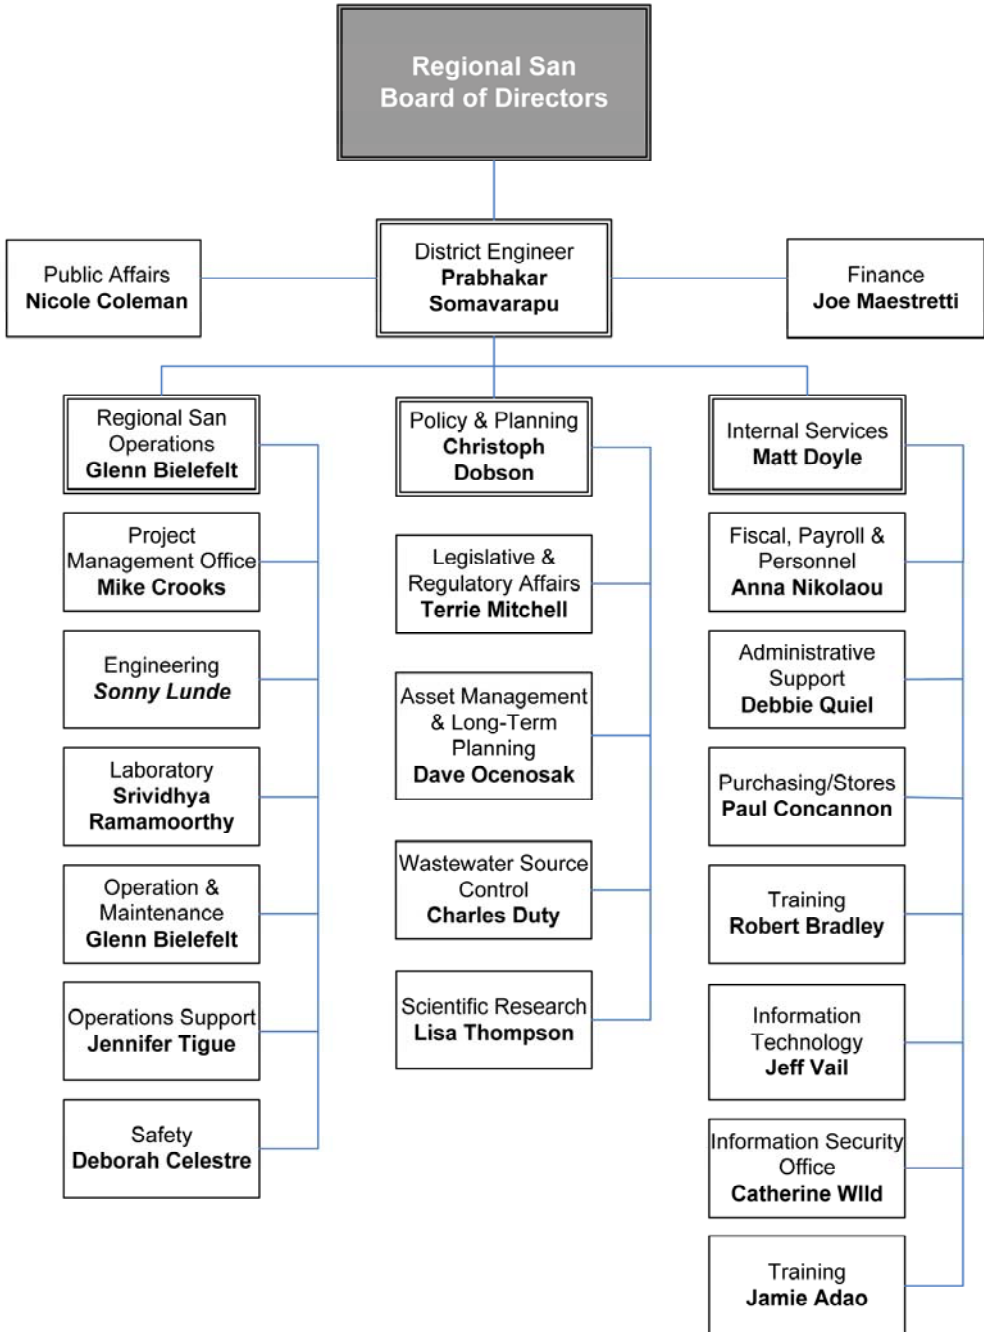 Regional San
Board of Directors
Public Affairs
Nicole Coleman
District Engineer
Prabhakar
Somavarapu
Finance
Joe Maestretti
Regional San
Operations
Glenn Bielefelt
Project
Management Office
Mike Crooks
Engineering
Sonny Lunde
Laboratory
Srividhya
Ramamoorthy
Operation &
Maintenance
Glenn Bielefelt
Operations Support
Jennifer Tigue
Safety
Deborah Celestre
Policy & Planning
Christoph
Dobson
Legislative &
Regulatory Affairs
Terrie Mitchell
Asset Management
& Long-Term
Planning
Dave Ocenosak
Wastewater Source
Control
Charles Duty
Scientific Research
Lisa Thompson
Internal Services
Matt Doyle
Fiscal, Payroll &
Personnel
Anna Nikolaou
Administrative
Support
Debbie Quiel
Purchasing/Stores
Paul Concannon
Training
Robert Bradley
Information
Technology
Jeff Vail
Information Security
Office
Catherine WIld
Training
Jamie Adao